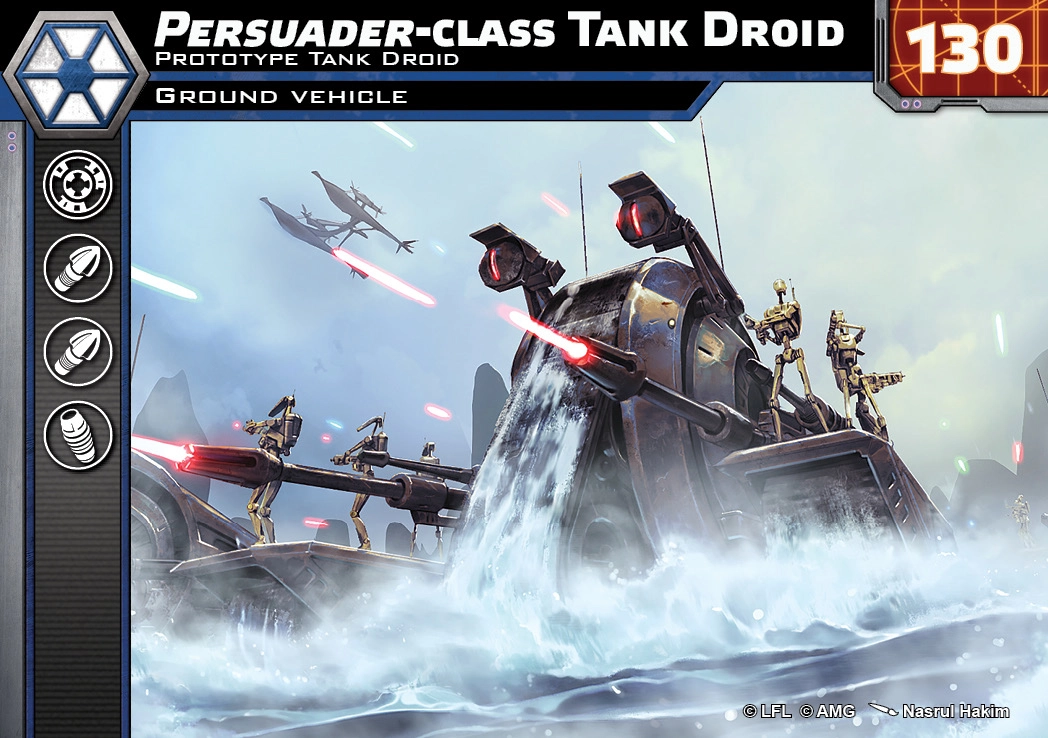 PERSUADER-CLASS TANK DROID
PROTOTYPE TANK DROID
GROUND VEHICLE
130
© LFL © AMG Nasrul Hakim